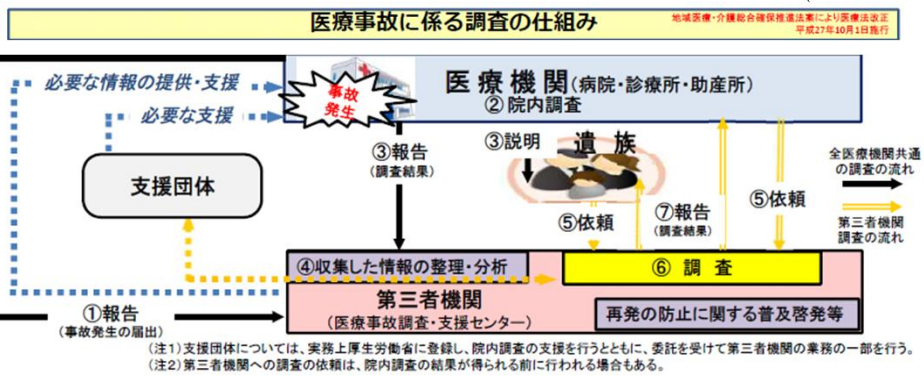 医療事故に係る調査の仕組み
地域医療・介護総合確保推進法案により医療法改正
平成27年10月1日施行
必要な情報の提供・支援
必要な支援
事故
発生
医療機関(病院・診療所・助産所)
②院内調査
③報告
(調査結果)
③説明
遺族
支援団体
⑤依頼
⑦報告
(調査結果)
⑤依頼
全医療機関共通
の調査の流れ
第三者機関
調査の流れ
④収集した情報の整理・分析
⑥調査
第三者機関
(医療事故調査・支援センター)
再発の防止に関する普及啓発等
①報告
(事故発生の届出)
(注1)支援団体については、実務上厚生労働省に登録し、院内調査の支援を行うとともに、委託を受けて第三者機関の業務の一部を行う。
(注2)第三者機関への調査の依頼は、院内調査の結果が得られる前に行われる場合もある。